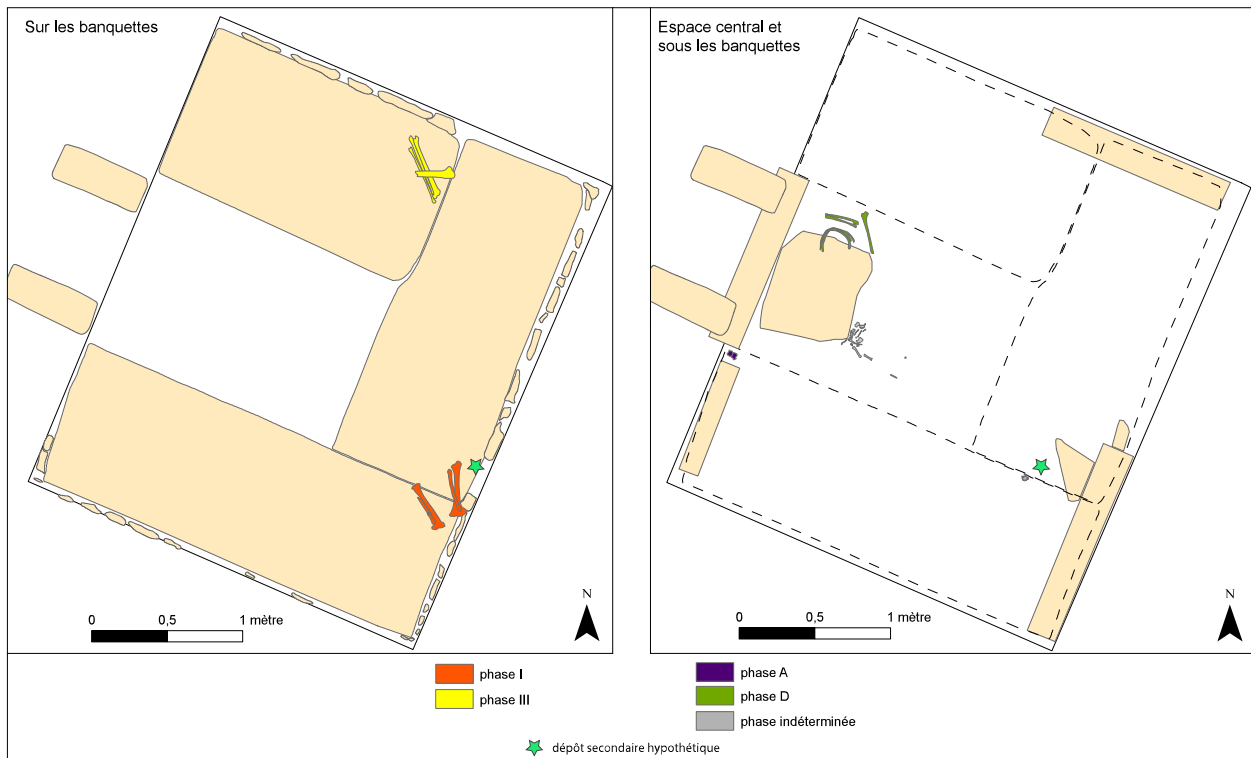 Sur les banquettes
Espace central et
sous les banquettes
N
0 0,5 1 mètre
N
0 0,5 1 mètre
phase I
phase III
phase A
phase D
phase indéterminée
dépôt secondaire hypothétique